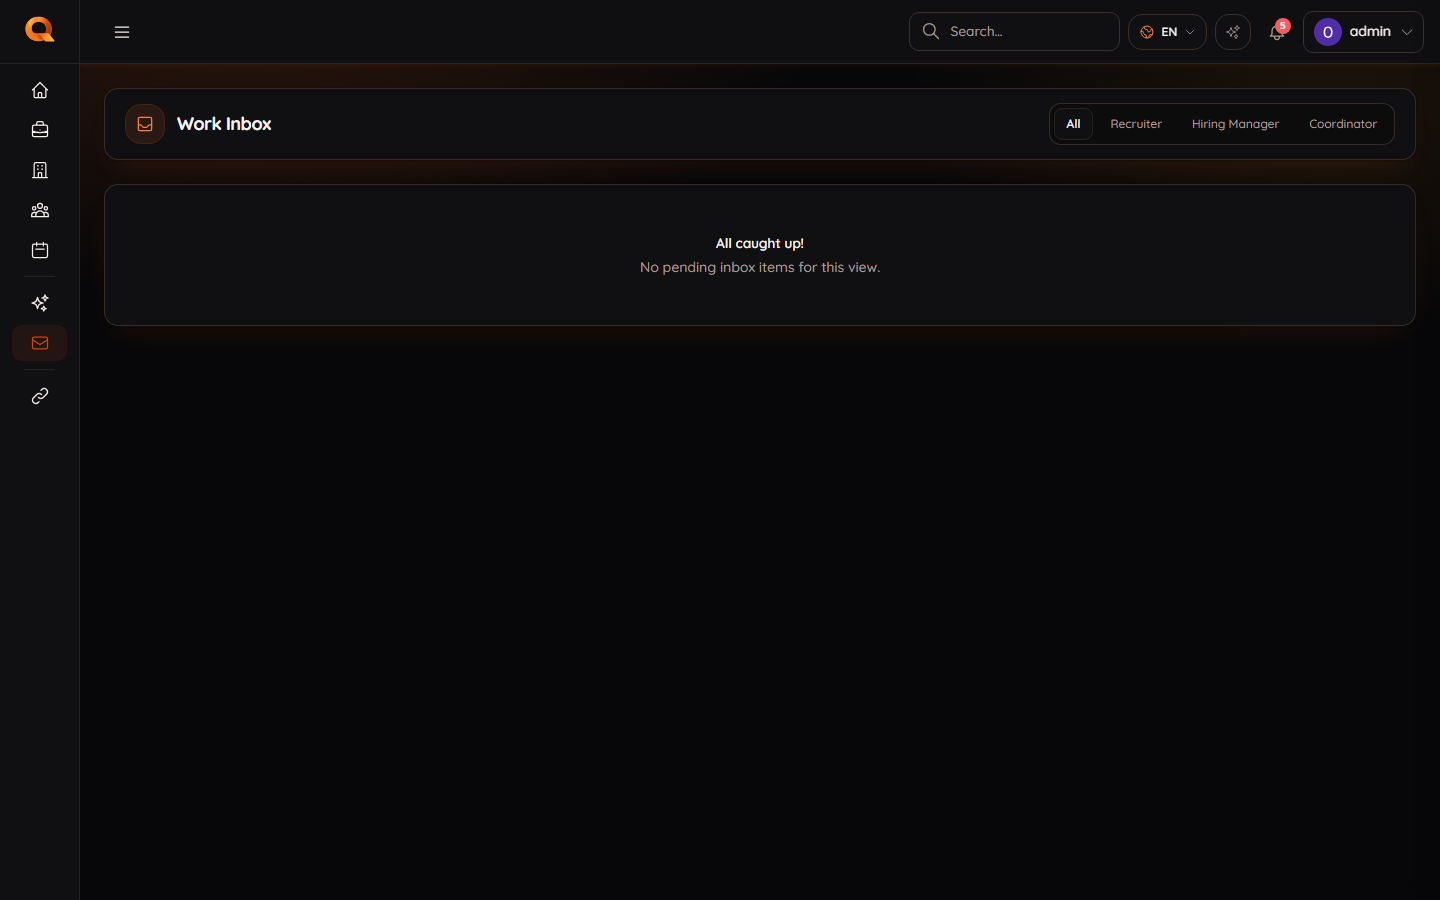 Search...
EN
5
O
admin
Work Inbox
All
Recruiter
Hiring Manager
Coordinator
All caught up!
No pending inbox items for this view.